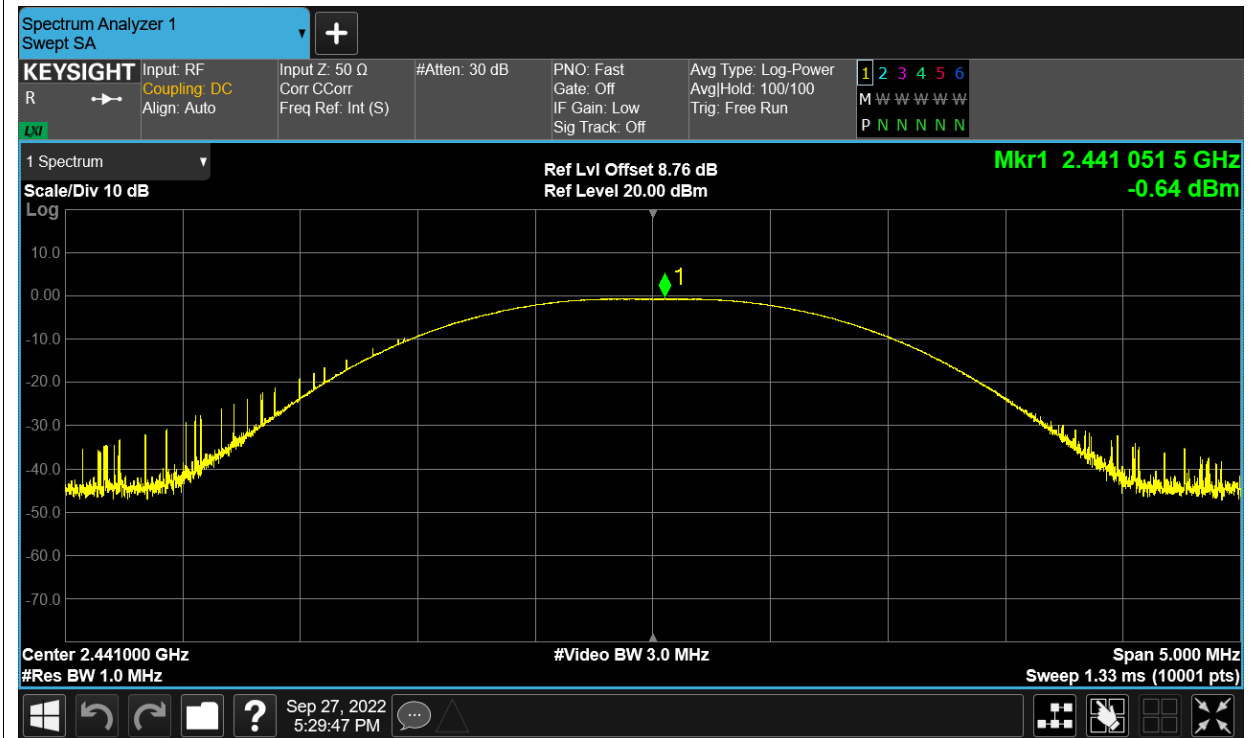 Spectrum Analyzer 1
Swept SA
KEYSIGHT
R
LXI
Input: RF
Coupling: DC
Align: Auto
Input Z: 50 Ω
Corr CCorr
Freq Ref: Int (S)
#Atten: 30 dB
PNO: Fast
Gate: Off
IF Gain: Low
Sig Track: Off
Avg Type: Log-Power
Avg|Hold: 100/100
Trig: Free Run
1 2 3 4 5 6
M W W W W W
P N N N N N
1 Spectrum
Scale/Div 10 dB
Log
Ref Lvl Offset 8.76 dB
Ref Level 20.00 dBm
Mkr1 2.441 051 5 GHz
-0.64 dBm
10.0
0.00
-10.0
-20.0
-30.0
-40.0
-50.0
-60.0
-70.0
1
Center 2.441000 GHz
#Res BW 1.0 MHz
#Video BW 3.0 MHz
Span 5.000 MHz
Sweep 1.33 ms (10001 pts)
?
Sep 27, 2022
5:29:47 PM